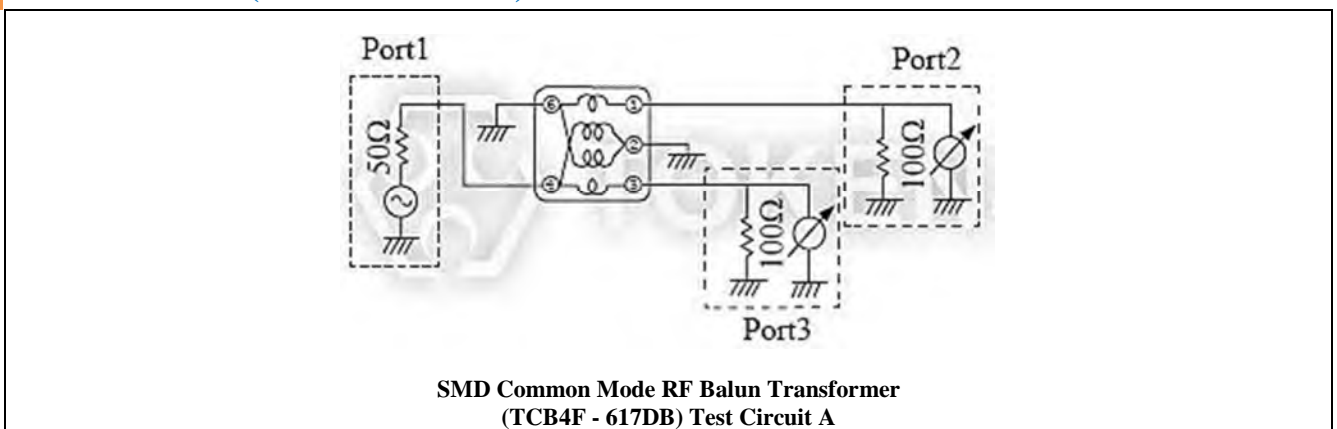 Port1
Port2
50Ω
⑥
①
②
④
③
100Ω
100Ω
Port3
SMD Common Mode RF Balun Transformer
(TCB4F - 617DB) Test Circuit A